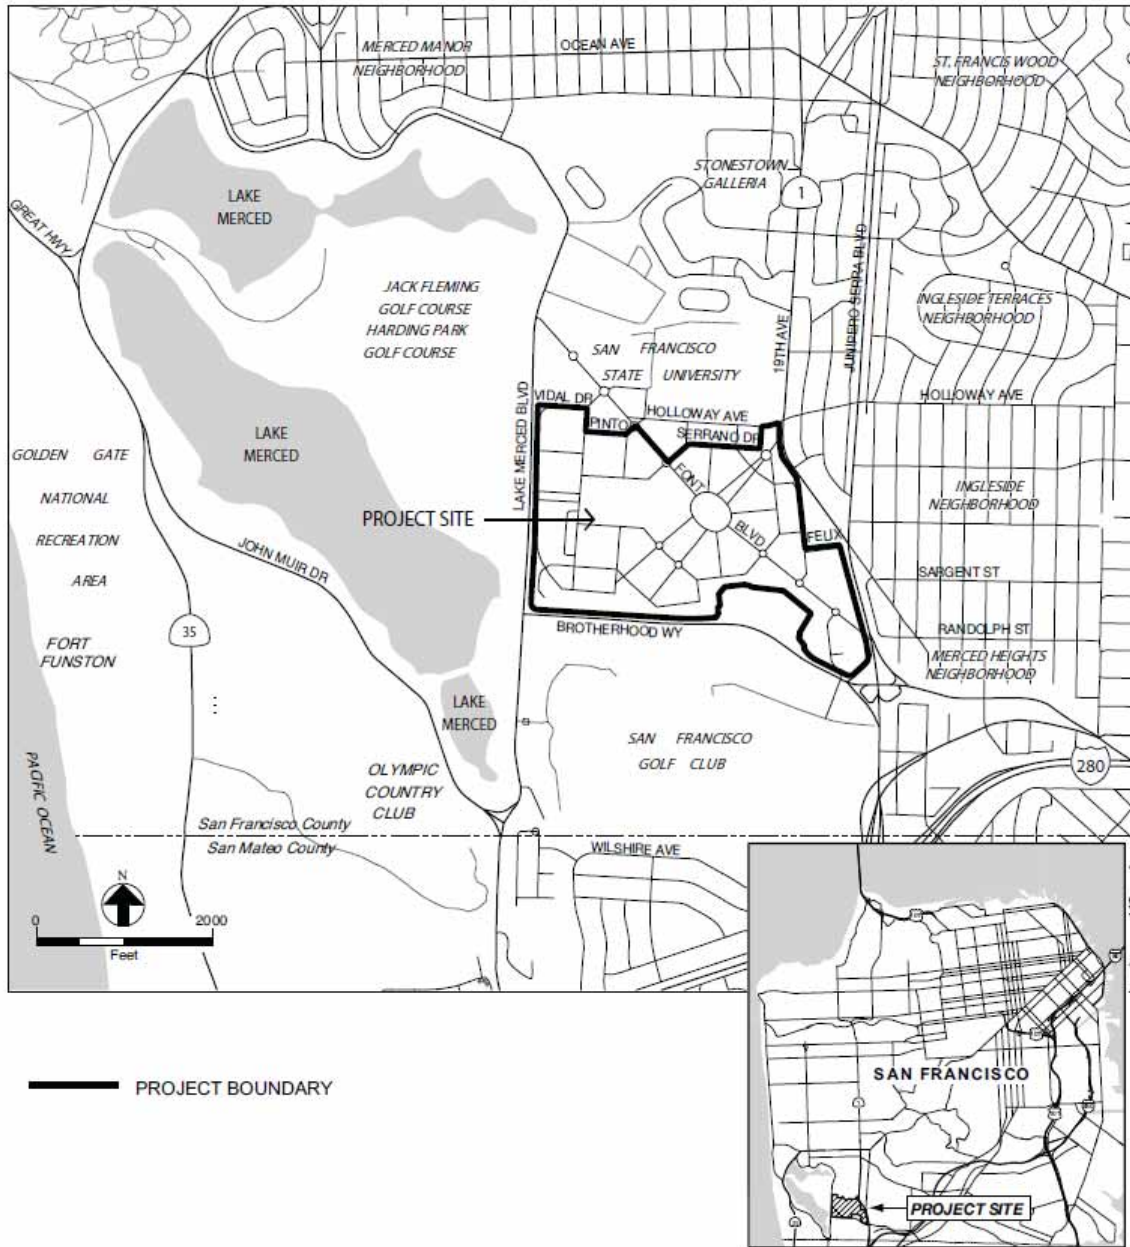 MERCED MANOR
NEIGHBORHOOD
OCEAN AVE
ST. FRANCIS WOOD
NEIGHBORHOOD
STONESTOWN
GALLERIA
1
LAKE
MERCED
GREAT HWY
JUNIPERO SERRA BLVD
JACK FLEMING
GOLF COURSE
HARDING PARK
GOLF COURSE
INGLESIDE TERRACES
NEIGHBORHOOD
19TH AVE
SAN FRANCISCO
STATE UNIVERSITY
LAKE MERCED BLVD
VIDAL DR
HOLLOWAY AVE
HOLLOWAY AVE
PINTO
SERRANO DR
LAKE
MERCED
GOLDEN GATE
NATIONAL
RECREATION
AREA
FONT
BLVD
INGLESIDE
NEIGHBORHOOD
PROJECT SITE
FELIX
JOHN MUIR DR
SARGENT ST
35
BROTHERHOOD WY
RANDOLPH ST
FORT
FUNSTON
MERCED HEIGHTS
NEIGHBORHOOD
LAKE
MERCED
SAN FRANCISCO
GOLF CLUB
PACIFIC OCEAN
OLYMPIC
COUNTRY
CLUB
280
San Francisco County
San Mateo County
WILSHIRE AVE
N
0 2000
Feet
SAN FRANCISCO
PROJECT SITE
PROJECT BOUNDARY